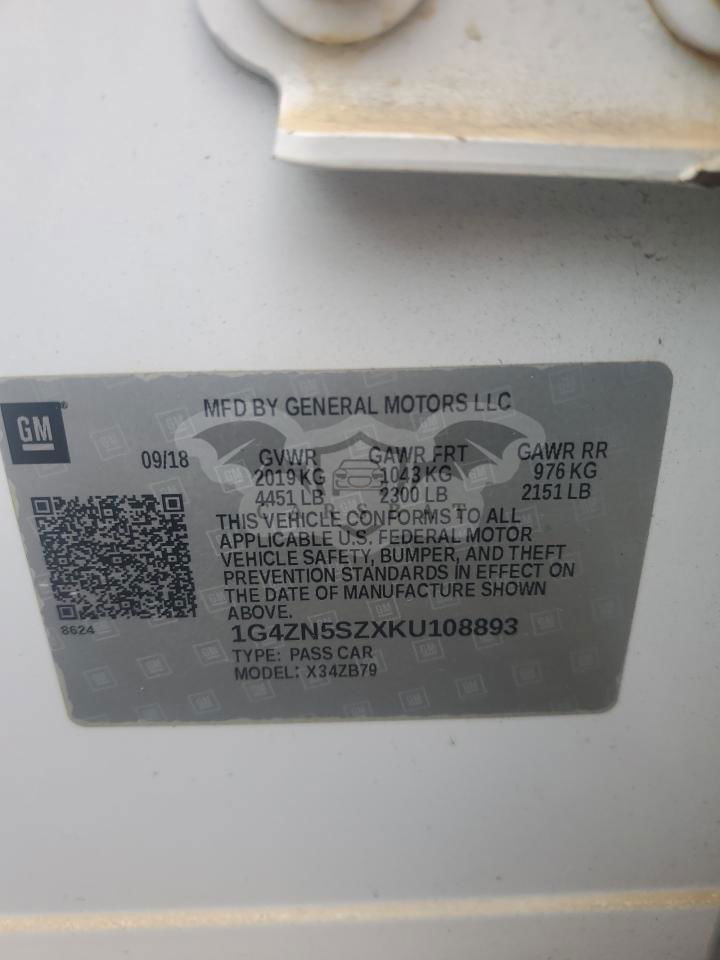 GM
MFD BY GENERAL MOTORS LLC
09/18 GVWR GAWR FRT GAWR RR
2019 KG 1043 KG 976 KG
4451 LB 2300 LB 2151 LB
CARSBAT
THIS VEHICLE CONFORMS TO ALL
APPLICABLE U.S. FEDERAL MOTOR
VEHICLE SAFETY, BUMPER, AND THEFT
PREVENTION STANDARDS IN EFFECT ON
THE DATE OF MANUFACTURE SHOWN
ABOVE.
8624
1G4ZN5SZXKU108893
TYPE: PASS CAR
MODEL: X34ZB79